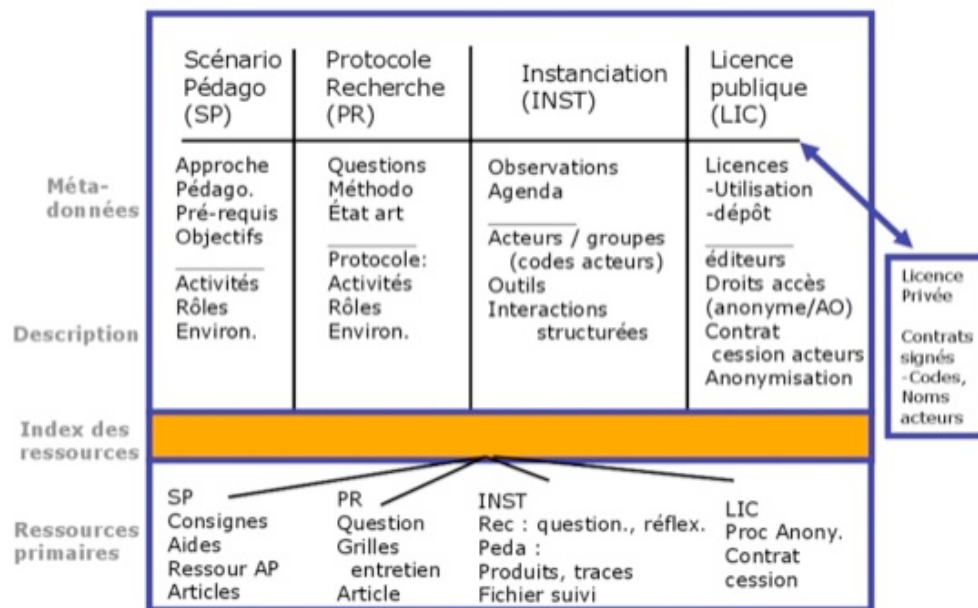 Scénario
Pédago
(SP)
Protocole
Recherche
(PR)
Instanciation
(INST)
Licence
publique
(LIC)
Méta-
données
Approche
Pédago.
Pré-requis
Objectifs
Questions
Méthodo
État art
Observations
Agenda
Licences
-Utilisation
-dépôt
Description
Activités
Rôles
Environ.
Protocole:
Activités
Rôles
Environ.
Acteurs / groupes
(codes acteurs)
Outils
Interactions
structurées
éditeurs
Droits accès
(anonyme/AO)
Contrat
cession acteurs
Anonymisation
Licence
Privée
Contrats
signés
-Codes,
Noms
acteurs
Index des
ressources
Ressources
primaires
SP
Consignes
Aides
Ressour AP
Articles
PR
Question
Grilles
entretien
Article
INST
Rec : question., réflex.
Peda :
Produits, traces
Fichier suivi
LIC
Proc Anony.
Contrat
cession